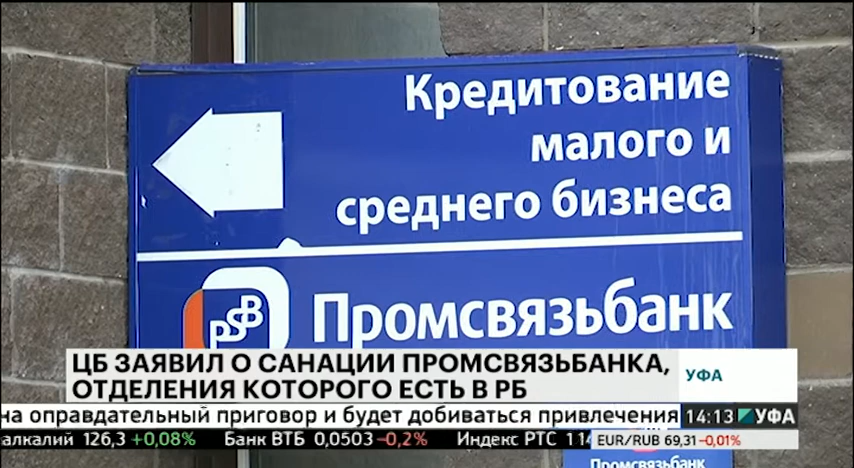 Кредитование
малого и
среднего бизнеса
PSB
Промсвязьбанк
ЦБ ЗАЯВИЛ О САНАЦИИ ПРОМСВЯЗЬБАНКА,
ОТДЕЛЕНИЯ КОТОРОГО ЕСТЬ В РБ
УФА
на оправдательный приговор и будет добиваться привлечения
14:13 УФА
алкалий 126,3 +0,08% Банк ВТБ 0,0503 -0,2% Индекс РТС
EUR/RUB 69,31 -0,01%
Промсвязьбанк